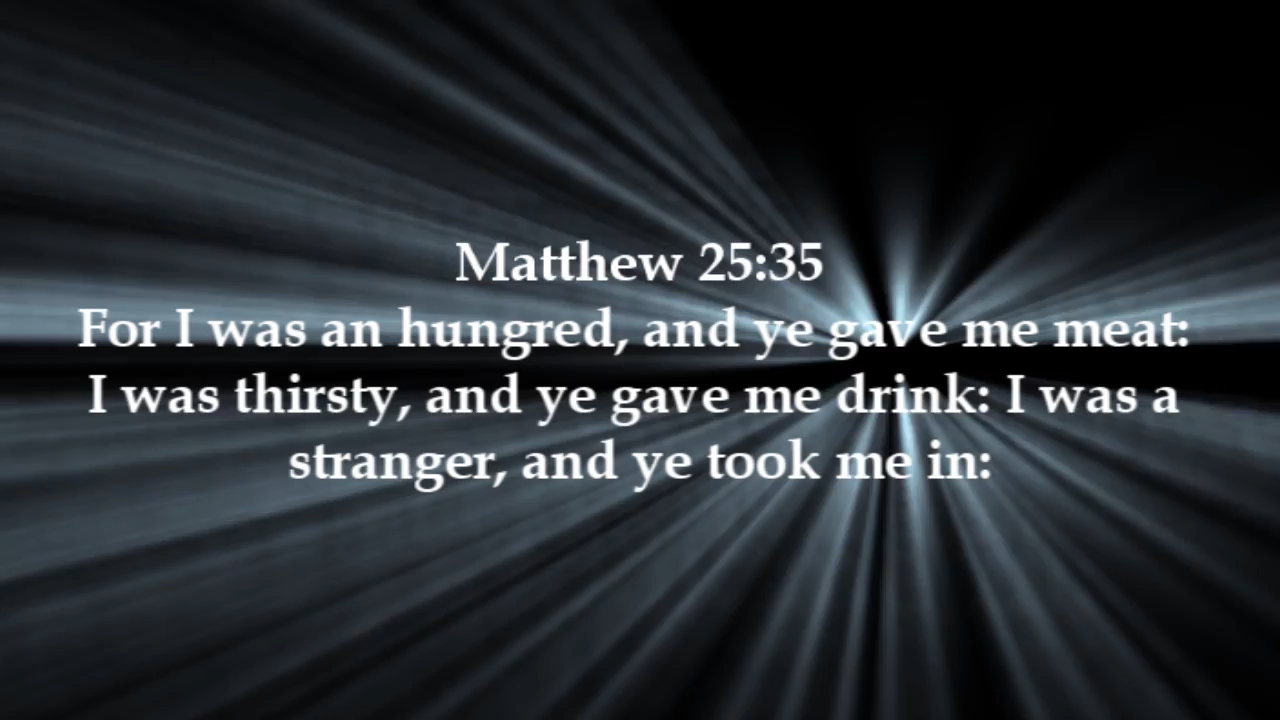 Matthew 25:35
For I was an hungred, and ye gave me meat:
I was thirsty, and ye gave me drink: I was a
stranger, and ye took me in: